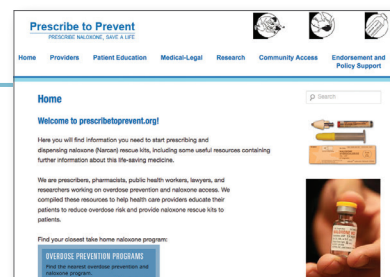 Prescribe to Prevent
PRESCRIBE NALOXONE, SAVE A LIFE
Home Providers Patient Education Medical-Legal Research Community Access Endorsement and
Policy Support
Home
Search
Welcome to prescribetoprevent.org!
Here you will find information you need to start prescribing and
dispensing naloxone (Narcan) rescue kits, including some useful resources containing
further information about this life-saving medicine.
We are prescribers, pharmacists, public health workers, lawyers, and
researchers working on overdose prevention and naloxone access. We
compiled these resources to help health care providers educate their
patients to reduce overdose risk and provide naloxone rescue kits to
patients.
Find your closest take home naloxone program:
OVERDOSE PREVENTION PROGRAMS
Find the nearest overdose prevention and
naloxone program.